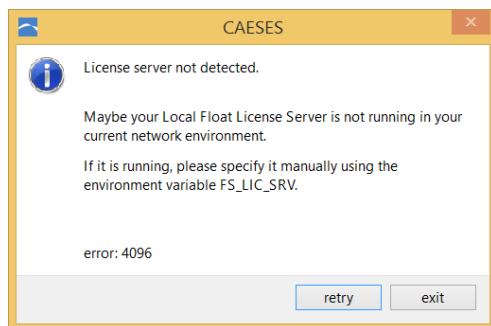 CAESES
License server not detected.
Maybe your Local Float License Server is not running in your
current network environment.
If it is running, please specify it manually using the
environment variable FS_LIC_SRV.
error: 4096
retry
exit